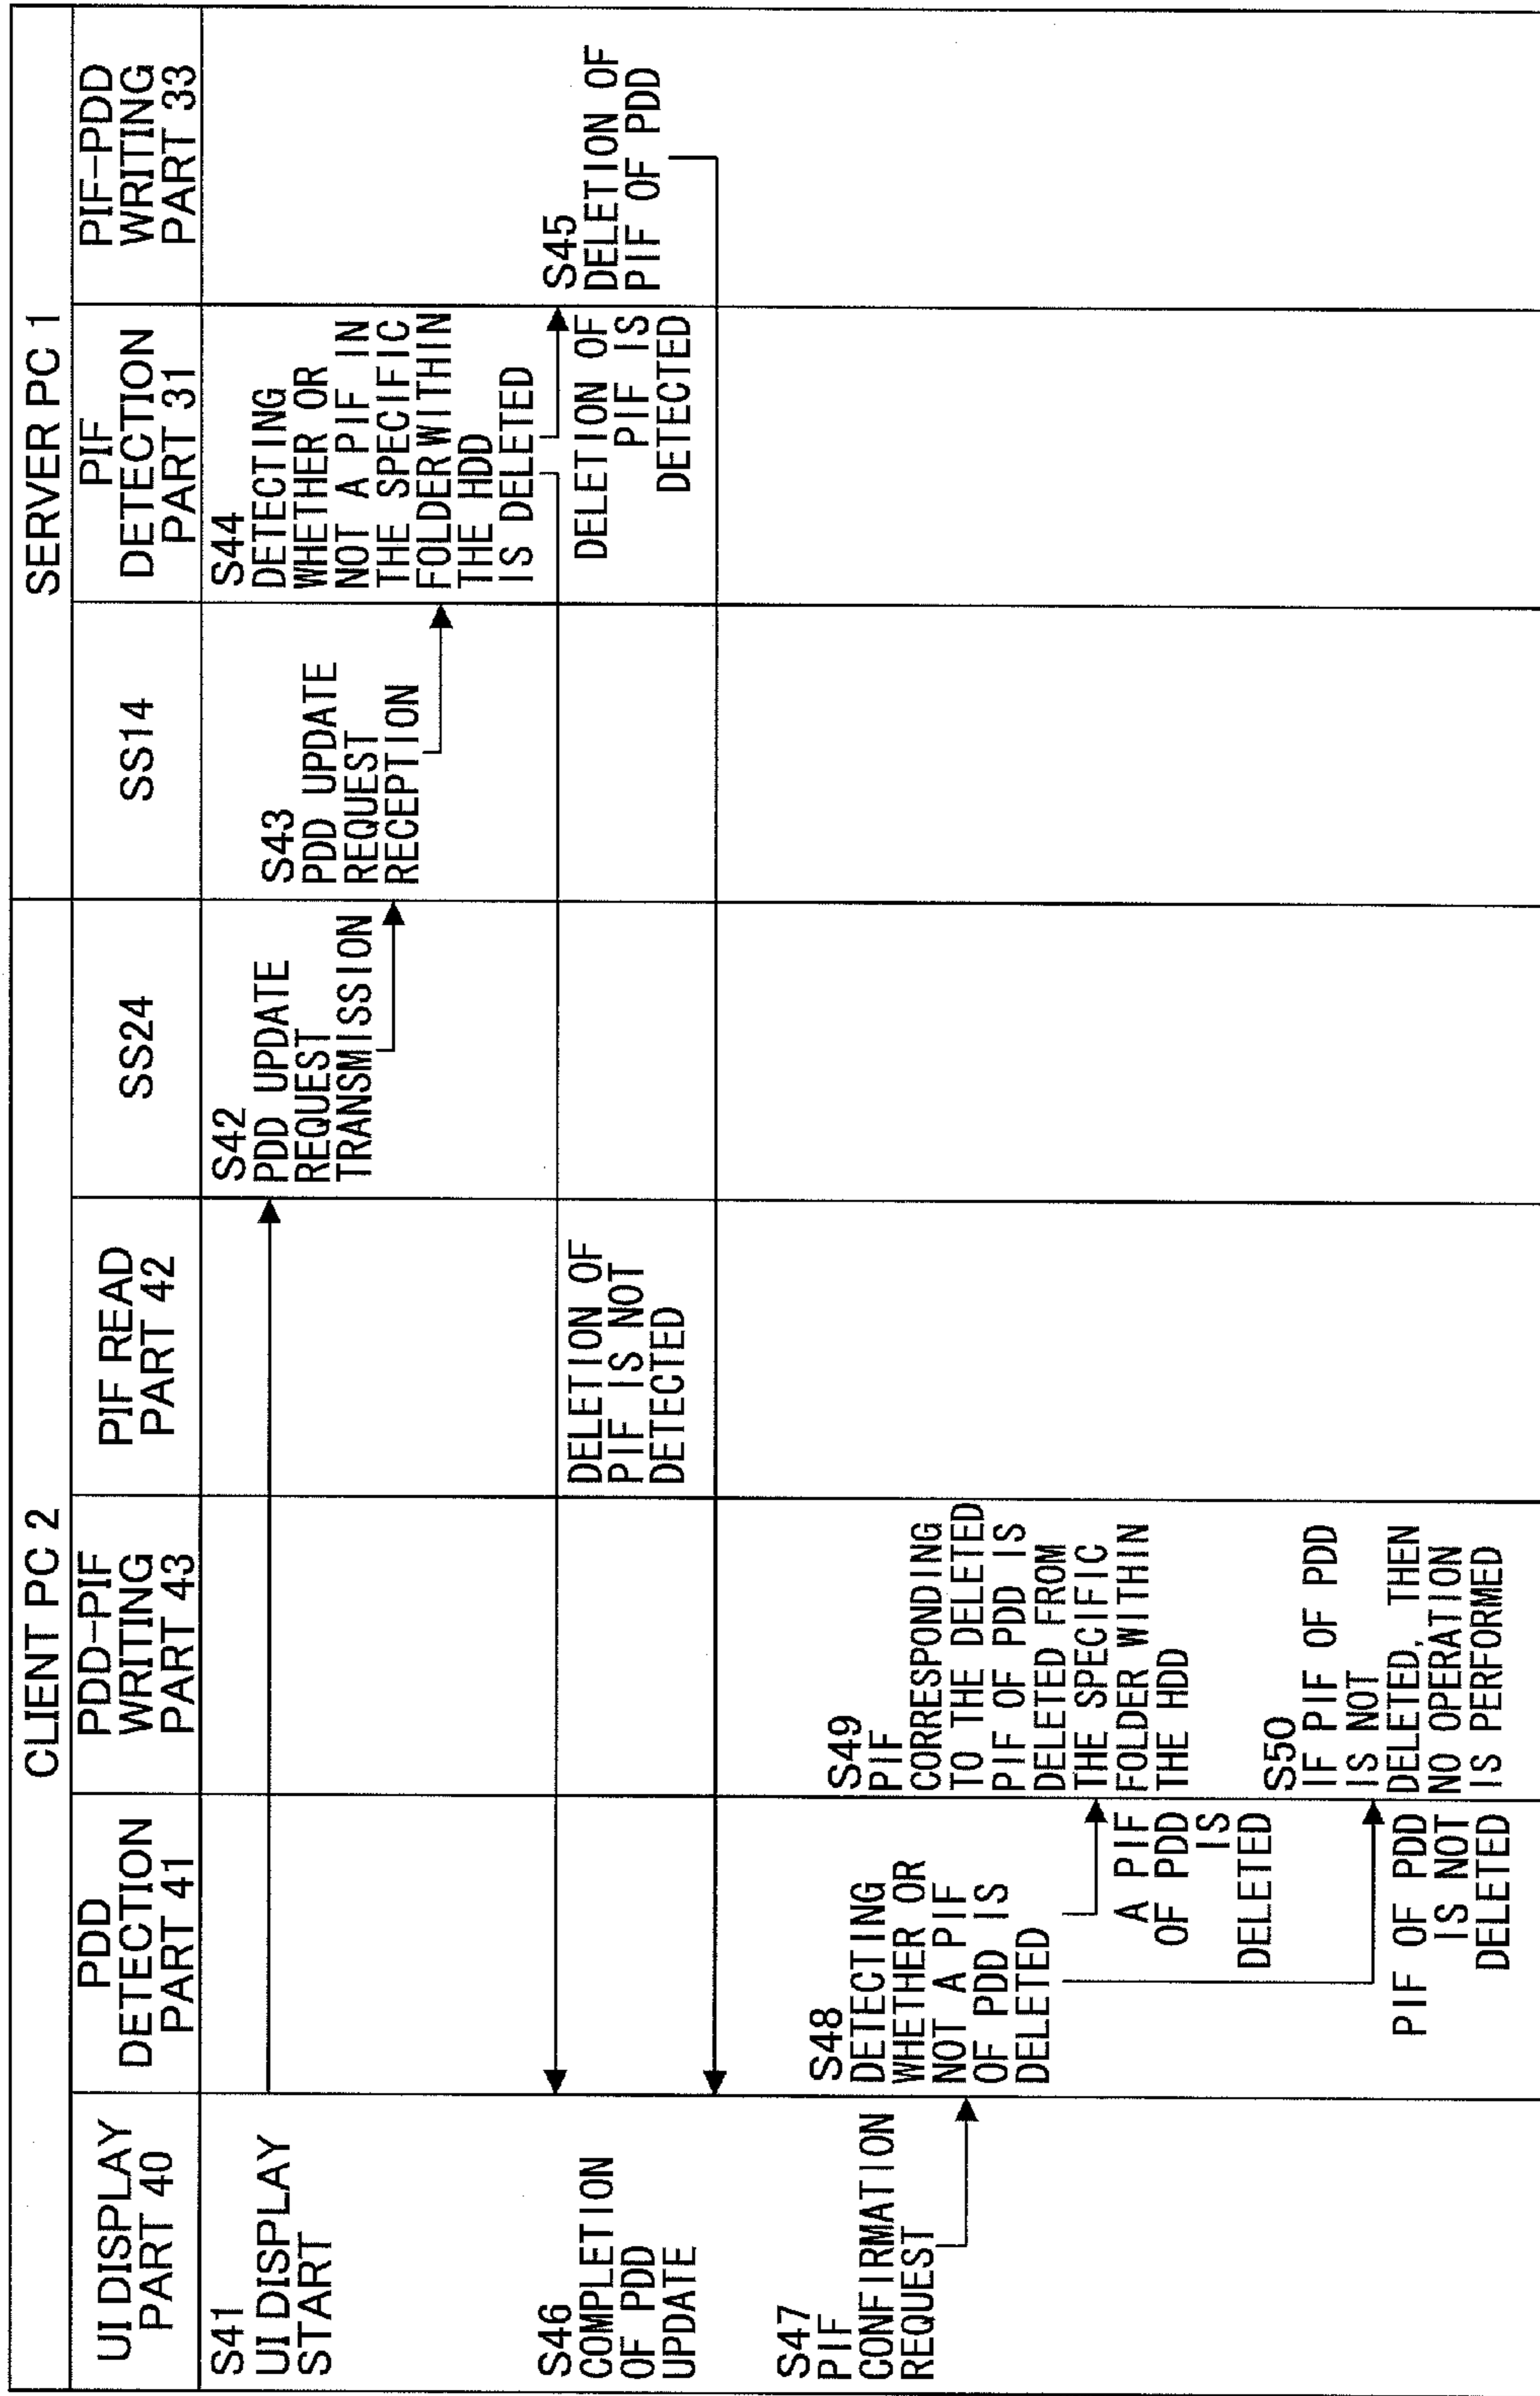 CLIENT PC 2
SERVER PC 1
UI DISPLAY
PART 40
PDD
DETECTION
PART 41
PDD-PIF
WRITING
PART 43
PIF READ
PART 42
SS24
SS14
PIF
DETECTION
PART 31
PIF-PDD
WRITING
PART 33
S41
UI DISPLAY
START
S42
PDD UPDATE
REQUEST
TRANSMISSION
S43
PDD UPDATE
REQUEST
RECEPTION
S44
DETECTING
WHETHER OR
NOT A PIF IN
THE SPECIFIC
FOLDERWITHIN
THE HDD
IS DELETED
DELETION OF
PIF IS
DETECTED
S45
DELETION OF
PIF OF PDD
DELETION OF
PIF IS NOT
DETECTED
S46
COMPLETION
OF PDD
UPDATE
S47
PIF
CONFIRMATION
REQUEST
S48
DETECTING
WHETHER OR
NOT A PIF
OF PDD IS
DELETED
A PIF
OF PDD
IS
DELETED
S49
PIF
CORRESPONDING
TO THE DELETED
PIF OF PDD IS
DELETED FROM
THE SPECIFIC
FOLDER WITHIN
THE HDD
PIF OF PDD
IS NOT
DELETED
S50
IF PIF OF PDD
IS NOT
DELETED, THEN
NO OPERATION
IS PERFORMED